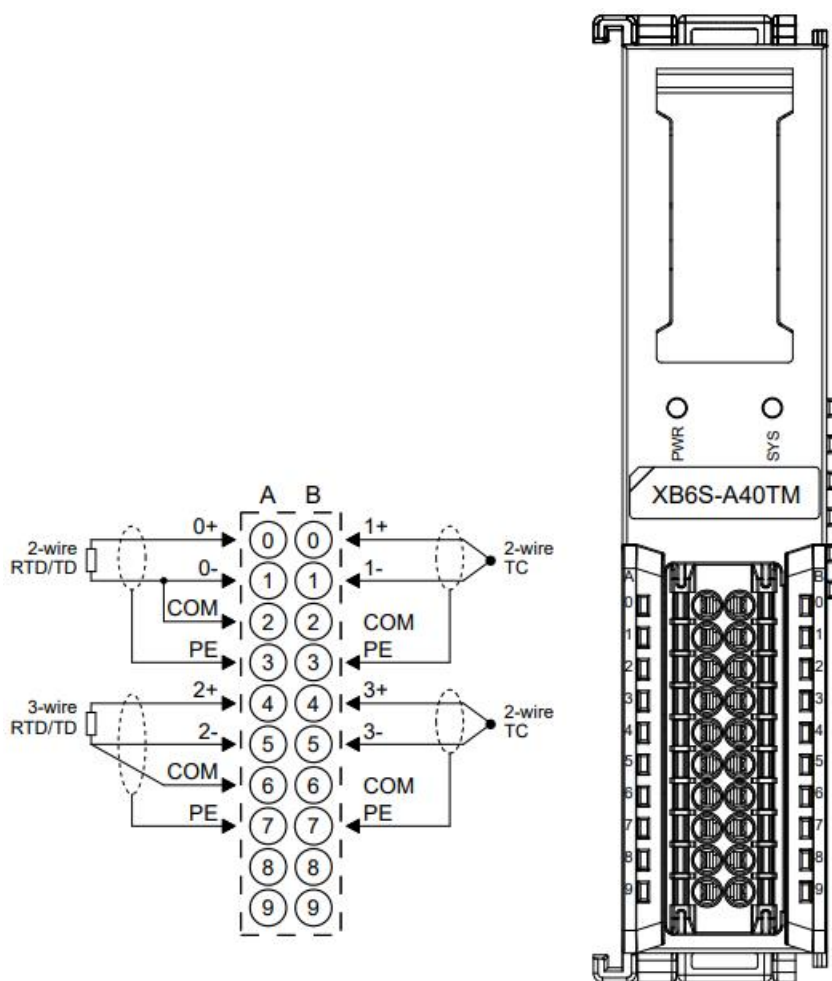 PWR
SYS
XB6S-A40TM
A B
0+ 0 0 1+
2-wire
RTD/TD
2-wire
TC
0- 1 1 1-
COM 2 2 COM
PE 3 3 PE
2+ 4 4 3+
3-wire
RTD/TD
2-wire
TC
2- 5 5 3-
COM 6 6 COM
PE 7 7 PE
8 8
9 9
A B
0 0
1 1
2 2
3 3
4 4
5 5
6 6
7 7
8 8
9 9